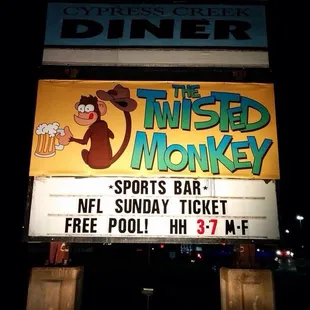 CYPRESS CREEK
DINER
THE
TWISTED
MONKEY
*SPORTS BAR*
NFL SUNDAY TICKET
FREE POOL! HH 3-7 M-F